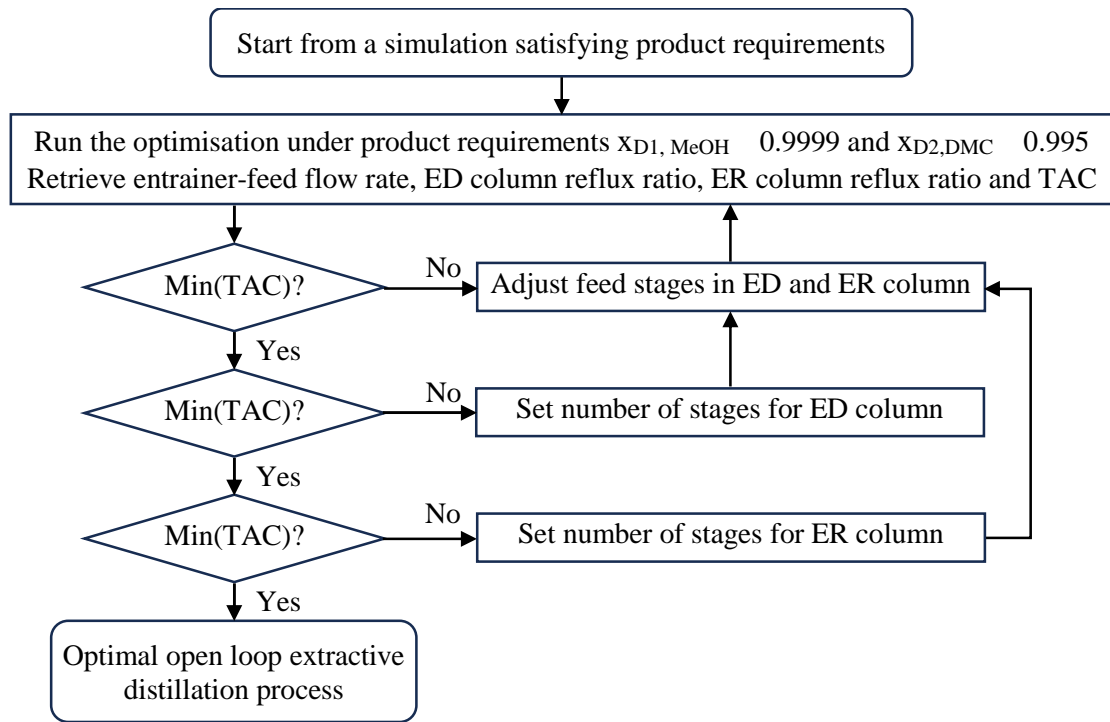 Start from a simulation satisfying product requirements
Run the optimisation under product requirements xD1, MeOH 0.9999 and xD2,DMC 0.995
Retrieve entrainer-feed flow rate, ED column reflux ratio, ER column reflux ratio and TAC
Min(TAC)?
No
Adjust feed stages in ED and ER column
Yes
Min(TAC)?
No
Set number of stages for ED column
Yes
Min(TAC)?
No
Set number of stages for ER column
Yes
Optimal open loop extractive
distillation process